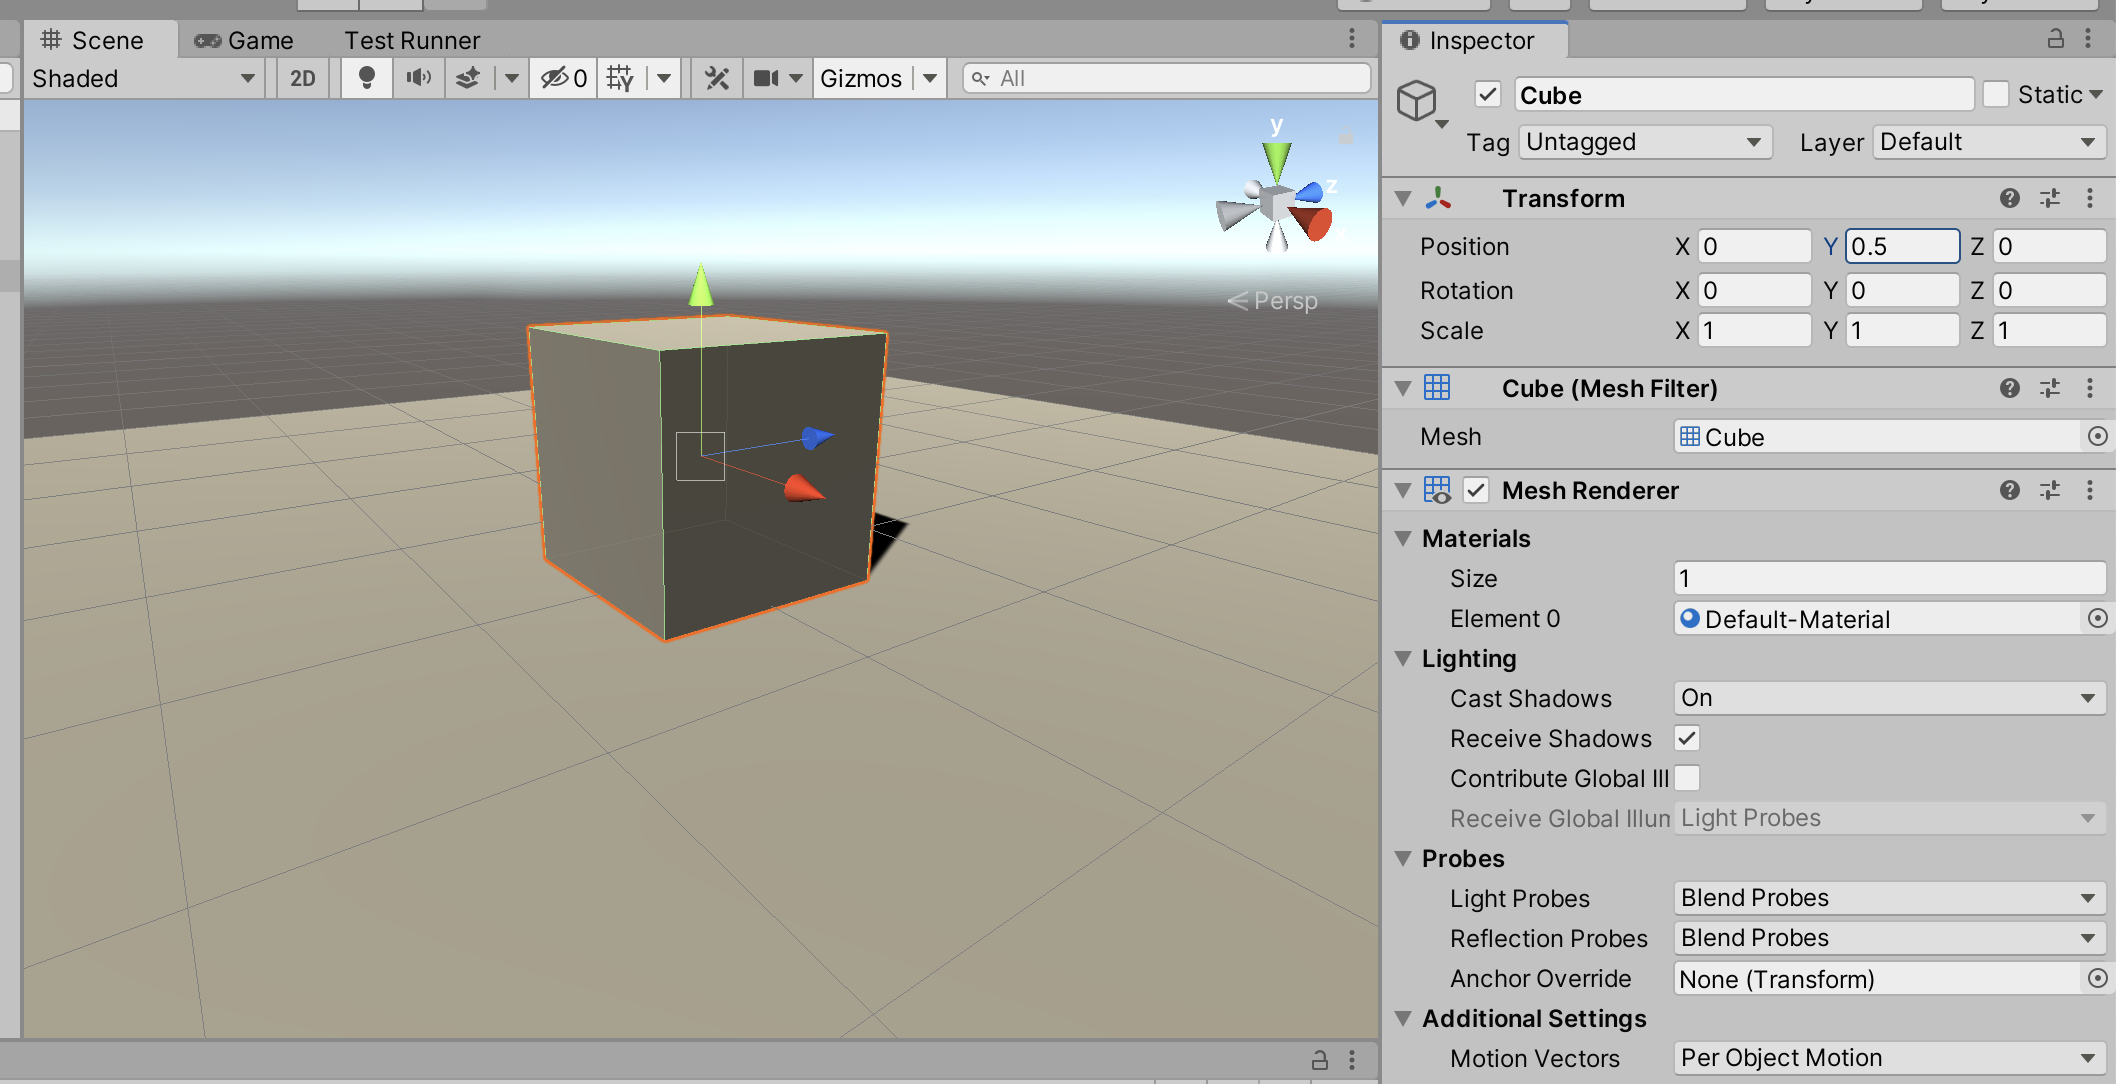 Scene Game Test Runner
Shaded 2D 0 Gizmos All
y
z
Persp
Inspector
Cube Static
Tag Untagged Layer Default
Transform
Position X 0 Y 0.5 Z 0
Rotation X 0 Y 0 Z 0
Scale X 1 Y 1 Z 1
Cube (Mesh Filter)
Mesh Cube
Mesh Renderer
Materials
Size 1
Element 0 Default-Material
Lighting
Cast Shadows On
Receive Shadows
Contribute Global Ill
Receive Global Illun Light Probes
Probes
Light Probes Blend Probes
Reflection Probes Blend Probes
Anchor Override None (Transform)
Additional Settings
Motion Vectors Per Object Motion